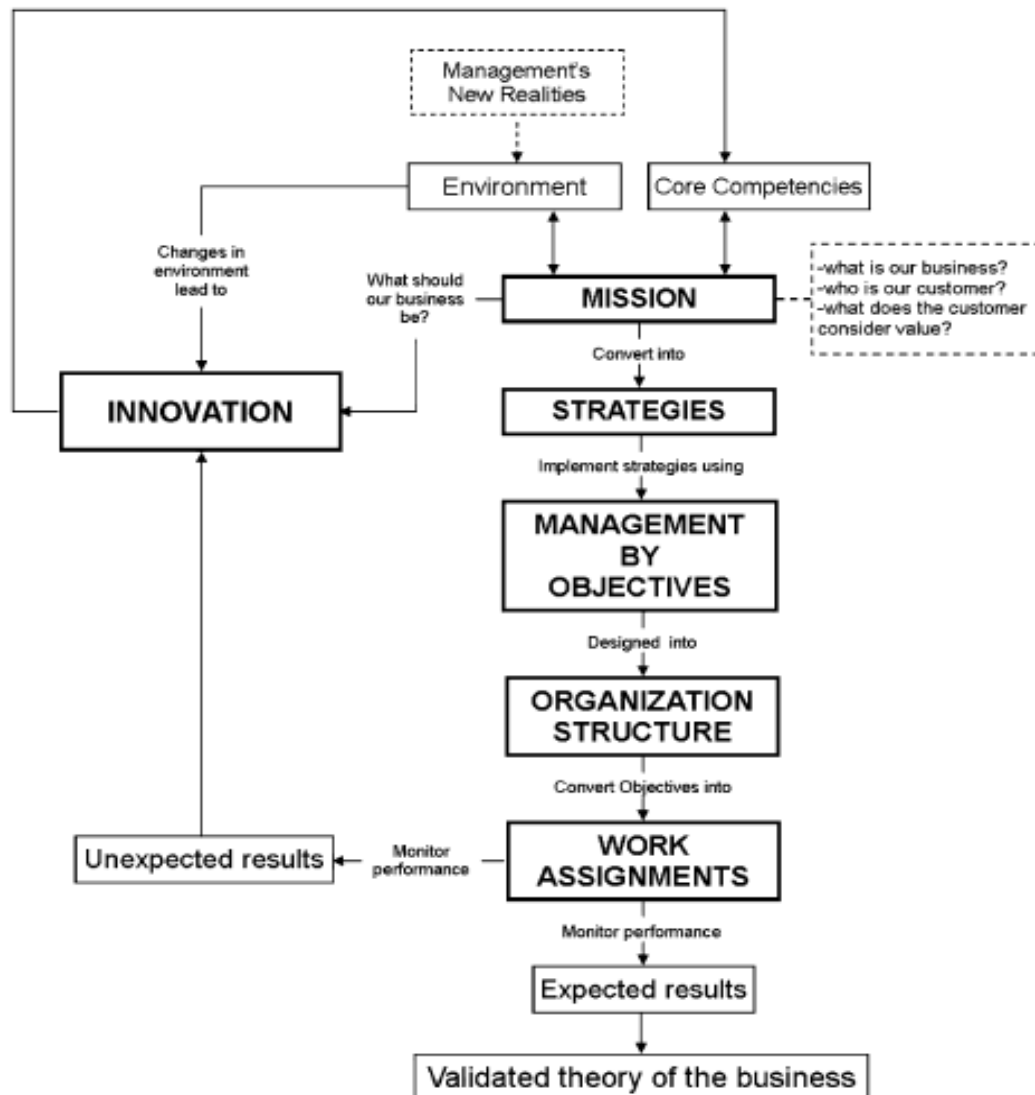 Management's
New Realities
Environment
Core Competencies
Changes in
environment
lead to
What should
our business
be?
MISSION
-what is our business?
-who is our customer?
-what does the customer
consider value?
Convert into
INNOVATION
STRATEGIES
Implement strategies using
MANAGEMENT
BY
OBJECTIVES
Designed into
ORGANIZATION
STRUCTURE
Convert Objectives into
Unexpected results
Monitor
performance
WORK
ASSIGNMENTS
Monitor performance
Expected results
Validated theory of the business